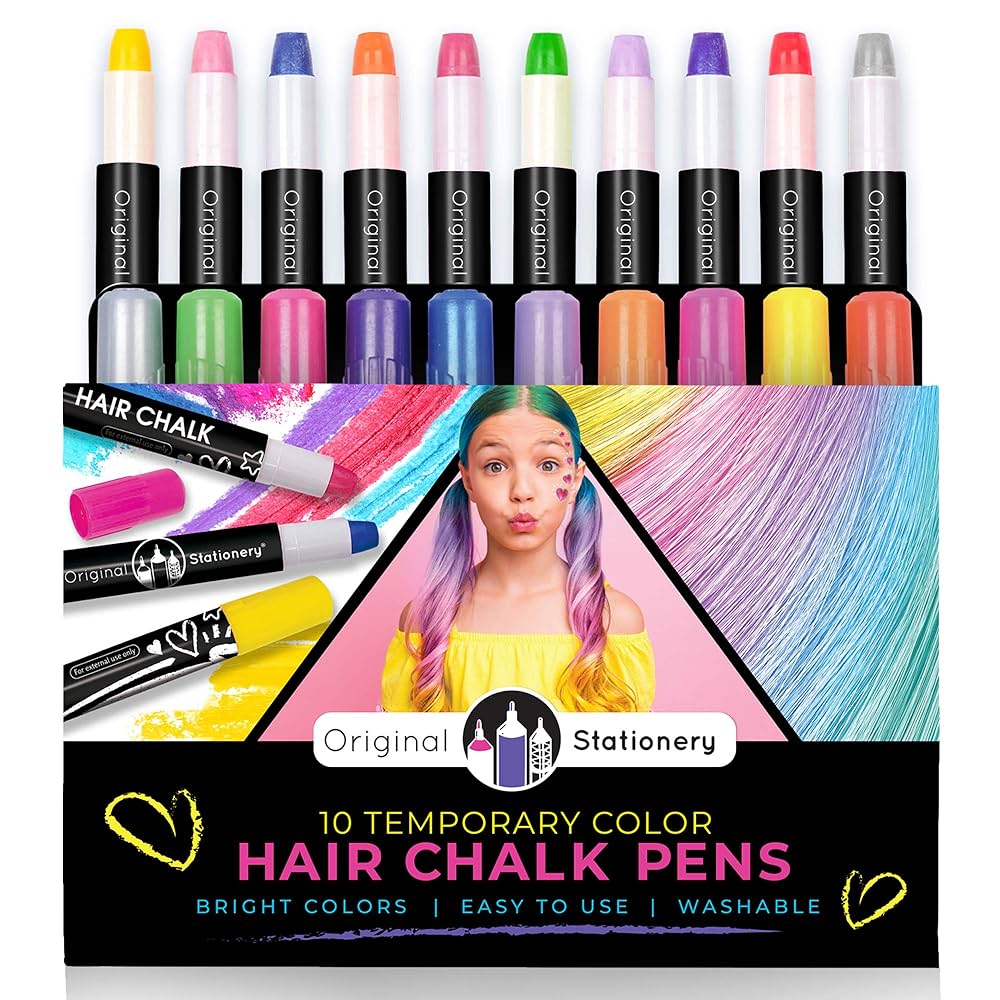 Original
Original
Original
Original
Original
Original
Original
Original
Original
Original
HAIR CHALK
For external use only
Original Stationery®
For external use only
Original Stationery
10 TEMPORARY COLOR
HAIR CHALK PENS
BRIGHT COLORS | EASY TO USE | WASHABLE